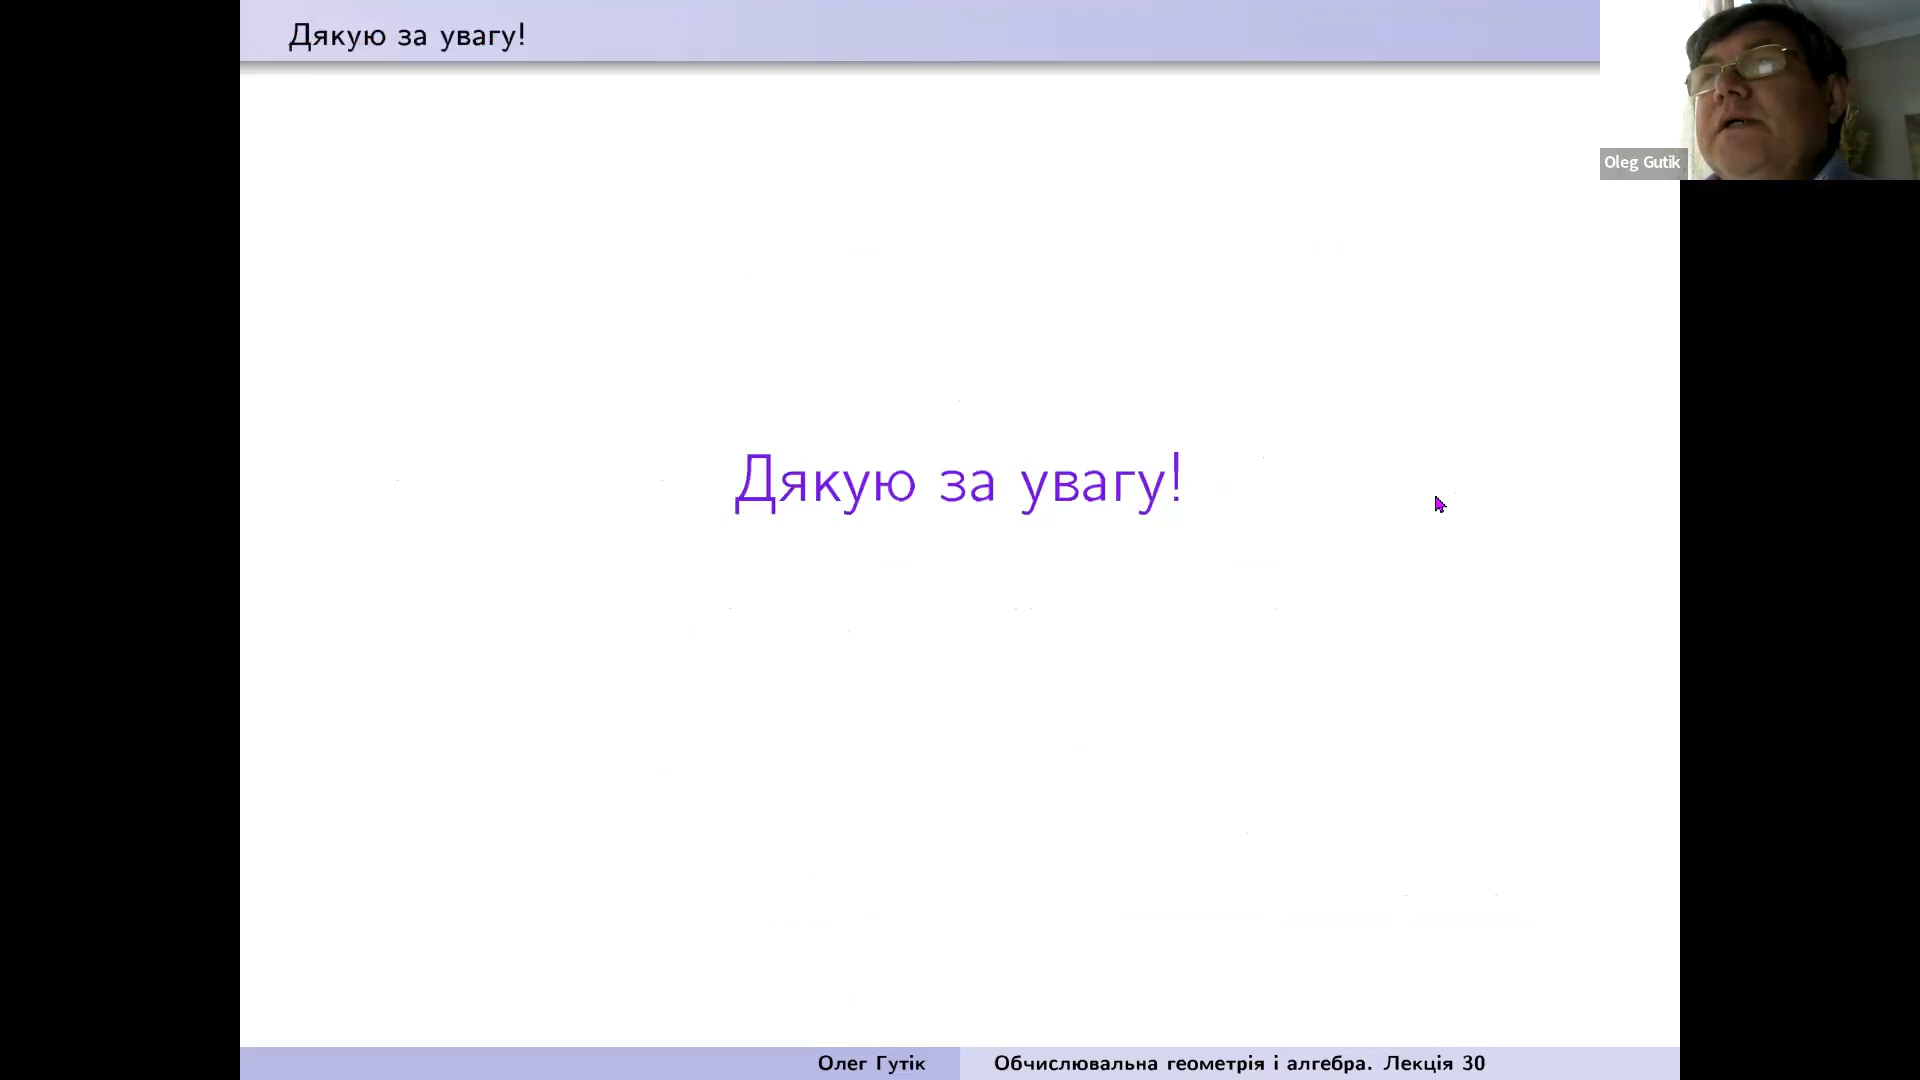 Дякую за увагу!
Oleg Gutik
Дякую за увагу!
Олег Гутік
Обчислювальна геометрія і алгебра. Лекція 30